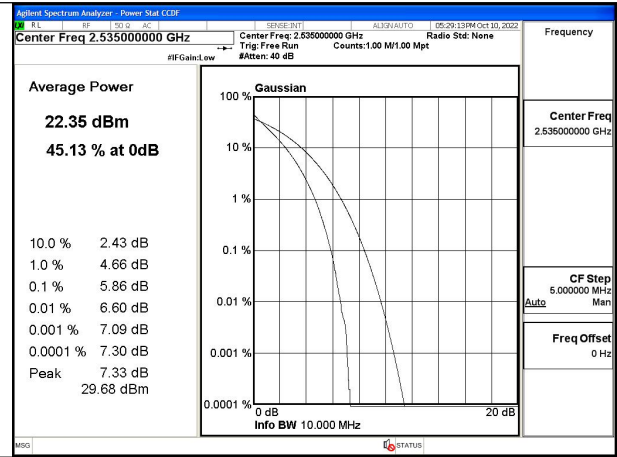 Agilent Spectrum Analyzer - Power Stat CCDF
RL RF 50 Ω AC SENSE:INT ALIGNAUTO 05:29:13PM Oct 10, 2022
Center Freq 2.535000000 GHz
Center Freq: 2.535000000 GHz Radio Std: None
Trig: Free Run Counts:1.00 M/1.00 Mpt
#IFGain:Low #Atten: 40 dB
Frequency
Average Power
22.35 dBm
45.13 % at 0dB
10.0 % 2.43 dB
1.0 % 4.66 dB
0.1 % 5.86 dB
0.01 % 6.60 dB
0.001 % 7.09 dB
0.0001 % 7.30 dB
Peak 7.33 dB
29.68 dBm
Gaussian
100 %
10 %
1 %
0.1 %
0.01 %
0.001 %
0.0001 %
0 dB 20 dB
Info BW 10.000 MHz
Center Freq
2.535000000 GHz
CF Step
5.000000 MHz
Auto Man
Freq Offset
0 Hz
MSG STATUS